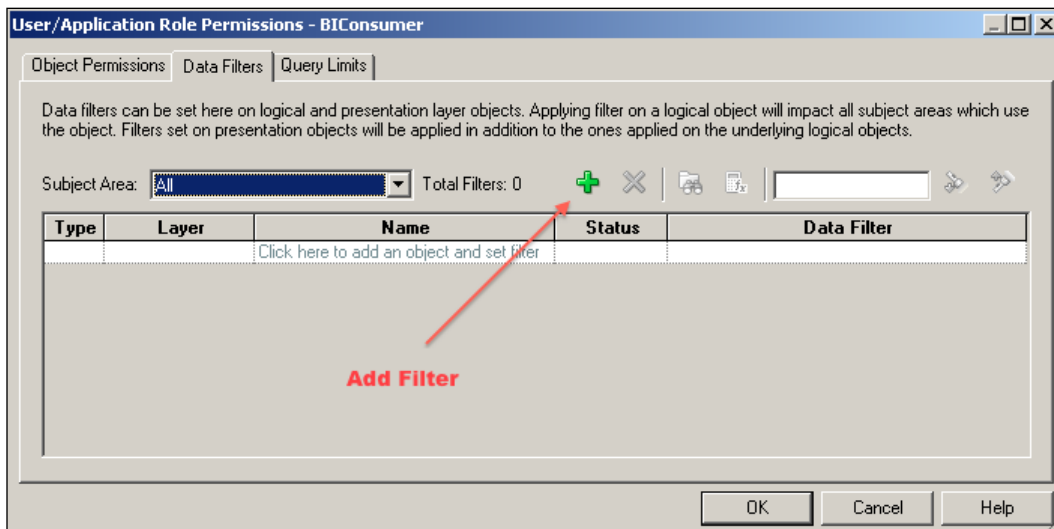 User/Application Role Permissions - BIConsumer
Object Permissions Data Filters Query Limits
Data filters can be set here on logical and presentation layer objects. Applying filter on a logical object will impact all subject areas which use
the object. Filters set on presentation objects will be applied in addition to the ones applied on the underlying logical objects.
Subject Area: All Total Filters: 0
Type Layer Name Status Data Filter
Click here to add an object and set filter
Add Filter
OK Cancel Help